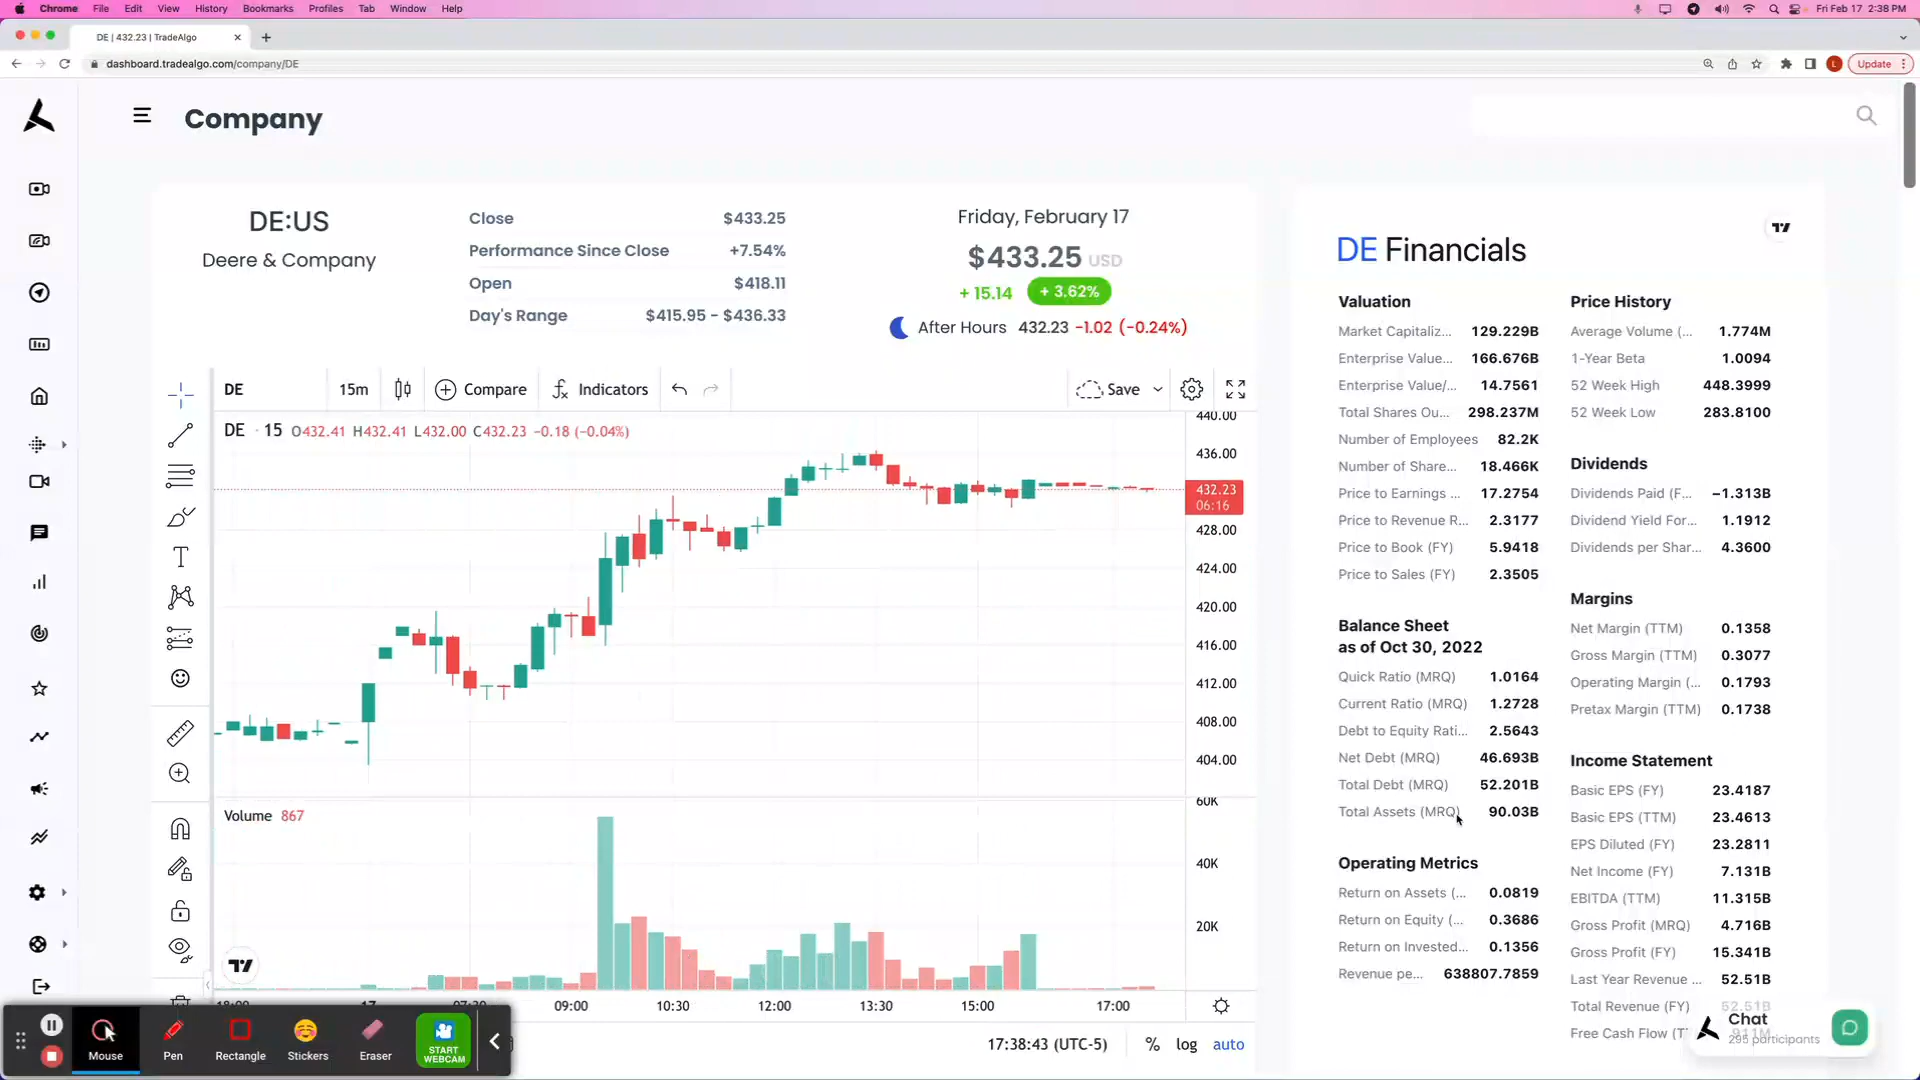 Chrome File Edit View History Bookmarks Profiles Tab Window Help
Fri Feb 17 2:38 PM
DE | 432.23 | TradeAlgo
dashboard.tradealgo.com/company/DE
L
Update
Company
DE:US
Deere & Company
Close $433.25
Performance Since Close +7.54%
Open $418.11
Day's Range $415.95 - $436.33
Friday, February 17
$433.25 USD
+ 15.14 + 3.62%
After Hours 432.23 -1.02 (-0.24%)
DE 15m Compare Indicators Save
DE · 15 O432.41 H432.41 L432.00 C432.23 −0.18 (−0.04%)
440.00
436.00
432.23
06:16
428.00
424.00
420.00
416.00
412.00
408.00
404.00
Volume 867
60K
40K
20K
18:00 17 07:30 09:00 10:30 12:00 13:30 15:00 17:00
17:38:43 (UTC-5) % log auto
DE Financials
Valuation
Market Capitaliz... 129.229B
Enterprise Value... 166.676B
Enterprise Value/... 14.7561
Total Shares Ou... 298.237M
Number of Employees 82.2K
Number of Share... 18.466K
Price to Earnings ... 17.2754
Price to Revenue R... 2.3177
Price to Book (FY) 5.9418
Price to Sales (FY) 2.3505
Balance Sheet
as of Oct 30, 2022
Quick Ratio (MRQ) 1.0164
Current Ratio (MRQ) 1.2728
Debt to Equity Rati... 2.5643
Net Debt (MRQ) 46.693B
Total Debt (MRQ) 52.201B
Total Assets (MRQ) 90.03B
Operating Metrics
Return on Assets (... 0.0819
Return on Equity (... 0.3686
Return on Invested... 0.1356
Revenue pe... 638807.7859
Price History
Average Volume (... 1.774M
1-Year Beta 1.0094
52 Week High 448.3999
52 Week Low 283.8100
Dividends
Dividends Paid (F... −1.313B
Dividend Yield For... 1.1912
Dividends per Shar... 4.3600
Margins
Net Margin (TTM) 0.1358
Gross Margin (TTM) 0.3077
Operating Margin (... 0.1793
Pretax Margin (TTM) 0.1738
Income Statement
Basic EPS (FY) 23.4187
Basic EPS (TTM) 23.4613
EPS Diluted (FY) 23.2811
Net Income (FY) 7.131B
EBITDA (TTM) 11.315B
Gross Profit (MRQ) 4.716B
Gross Profit (FY) 15.341B
Last Year Revenue ... 52.51B
Total Revenue (FY) 52.51B
Free Cash Flow (T
Chat
295 participants
Mouse Pen Rectangle Stickers Eraser START WEBCAM